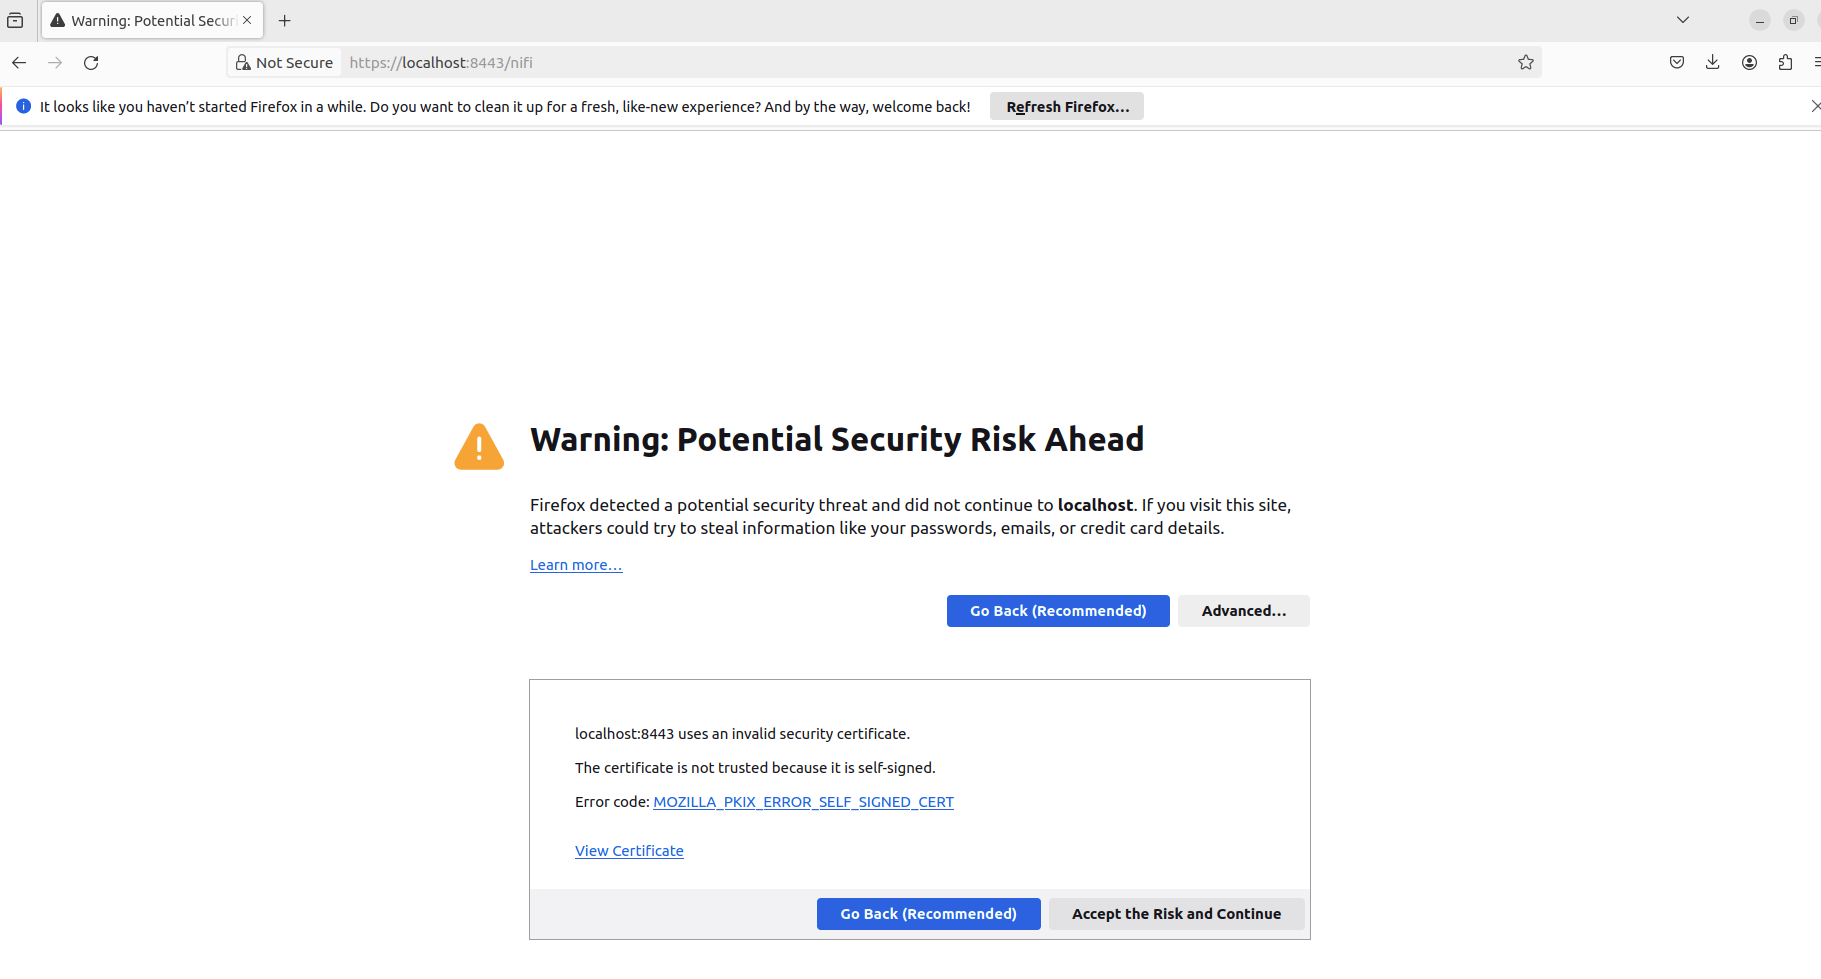 Warning: Potential Securi
Not Secure
https://localhost:8443/nifi
It looks like you haven’t started Firefox in a while. Do you want to clean it up for a fresh, like-new experience? And by the way, welcome back!
Refresh Firefox…
Warning: Potential Security Risk Ahead
Firefox detected a potential security threat and did not continue to localhost. If you visit this site,
attackers could try to steal information like your passwords, emails, or credit card details.
Learn more…
Go Back (Recommended)
Advanced…
localhost:8443 uses an invalid security certificate.
The certificate is not trusted because it is self-signed.
Error code: MOZILLA_PKIX_ERROR_SELF_SIGNED_CERT
View Certificate
Go Back (Recommended)
Accept the Risk and Continue